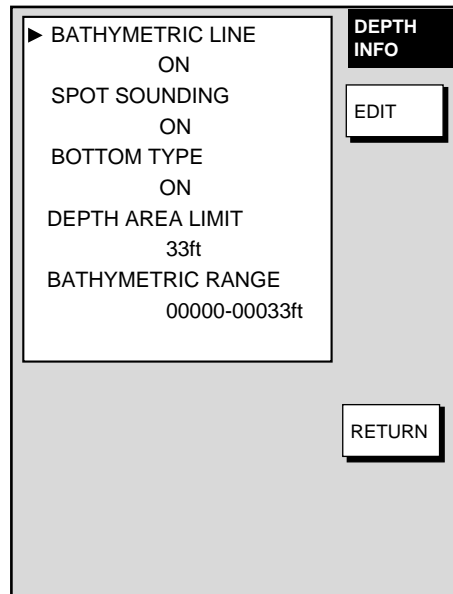 ▶ BATHYMETRIC LINE
ON
SPOT SOUNDING
ON
BOTTOM TYPE
ON
DEPTH AREA LIMIT
33ft
BATHYMETRIC RANGE
00000-00033ft
DEPTH
INFO
EDIT
RETURN